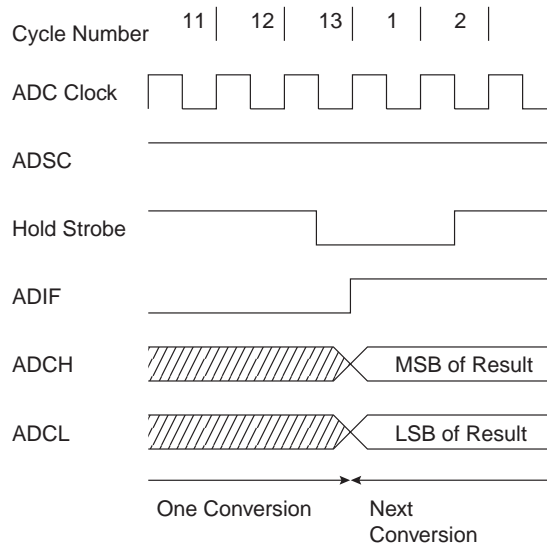 Cycle Number 11 12 13 1 2
ADC Clock
ADSC
Hold Strobe
ADIF
ADCH MSB of Result
ADCL LSB of Result
One Conversion Next
Conversion